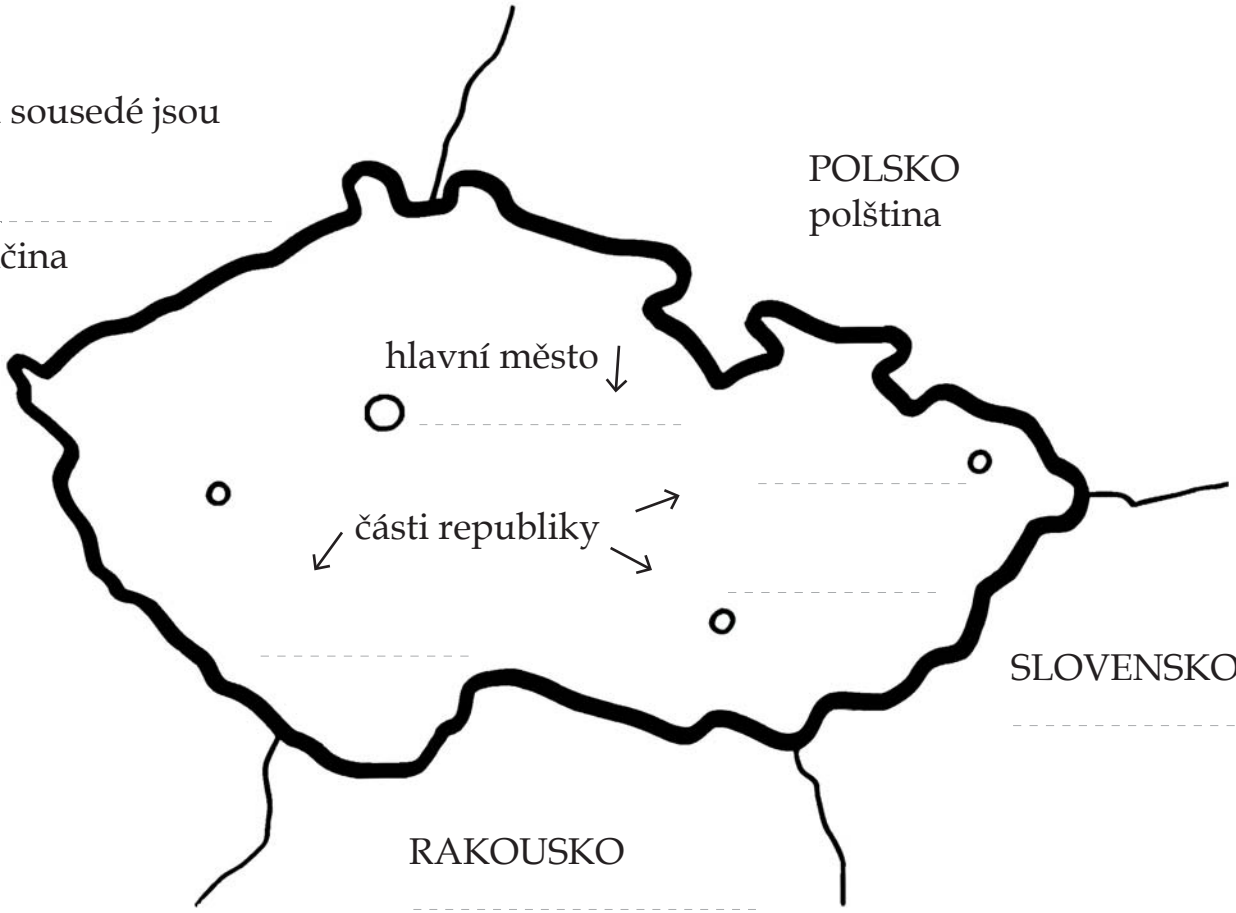 sousedé jsou
POLSKO
polština
čina
hlavní město
části republiky
SLOVENSKO
RAKOUSKO